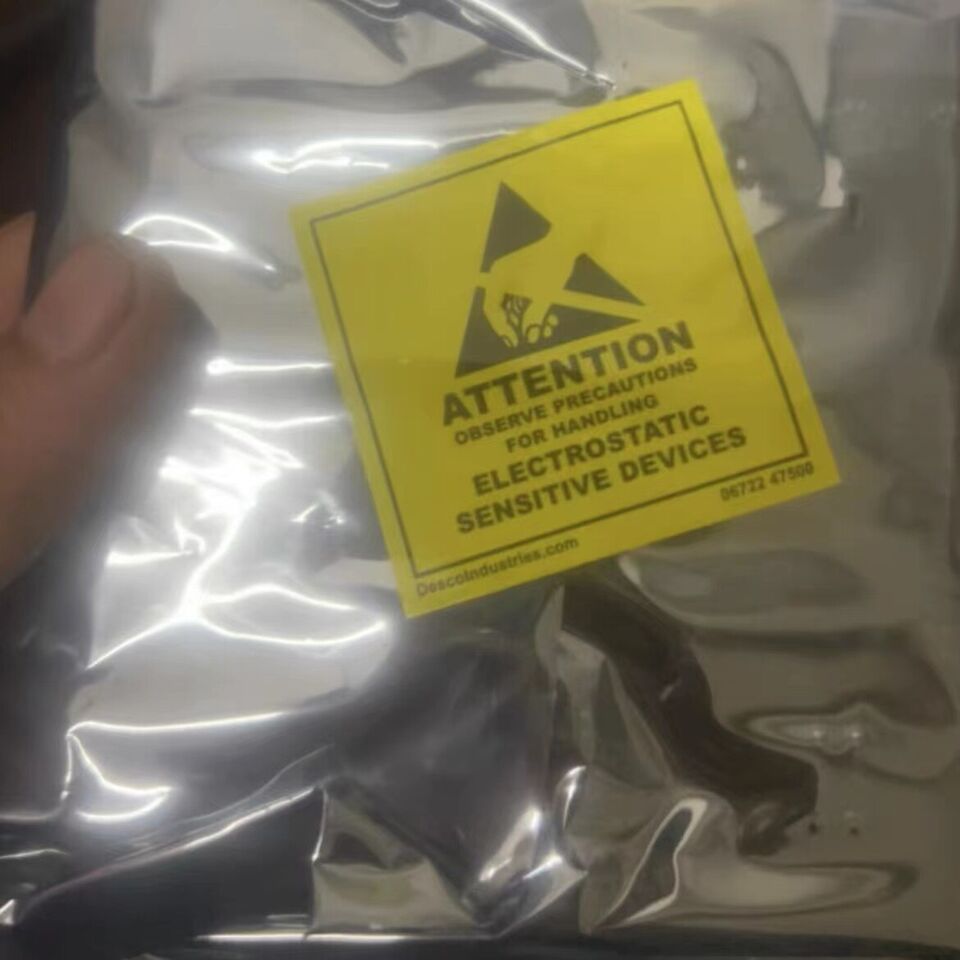 ATTENTION
OBSERVE PRECAUTIONS
FOR HANDLING
ELECTROSTATIC
SENSITIVE DEVICES
06722 47500
DescoIndustries.com